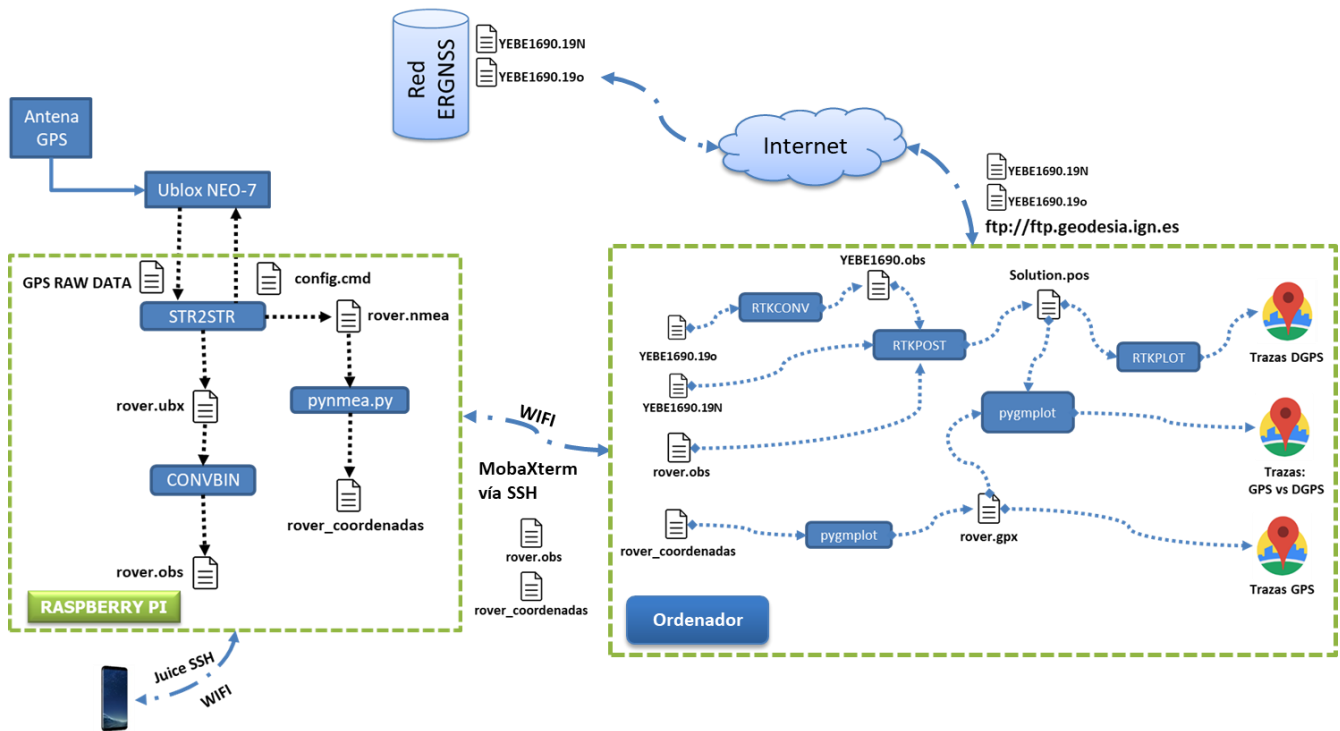 Red
ERGNSS
YEBE1690.19N
YEBE1690.19o
Antena
GPS
Ublox NEO-7
Internet
YEBE1690.19N
YEBE1690.19o
ftp://ftp.geodesia.ign.es
GPS RAW DATA
config.cmd
STR2STR
rover.nmea
rover.ubx
pynmea.py
CONVBIN
rover_coordenadas
rover.obs
RASPBERRY PI
Juice SSH
WIFI
WIFI
MobaXterm
vía SSH
rover.obs
rover_coordenadas
YEBE1690.obs
Solution.pos
RTKCONV
YEBE1690.19o
RTKPOST
RTKPLOT
Trazas DGPS
YEBE1690.19N
pygmplot
rover.obs
Trazas:
GPS vs DGPS
rover_coordenadas
pygmplot
rover.gpx
Trazas GPS
Ordenador